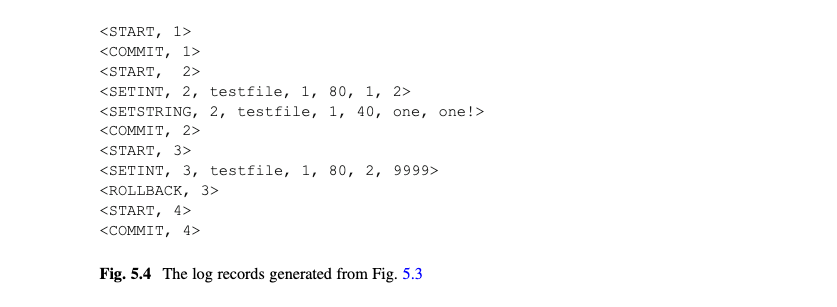 <START, 1>
<COMMIT, 1>
<START,  2>
<SETINT, 2, testfile, 1, 80, 1, 2>
<SETSTRING, 2, testfile, 1, 40, one, one!>
<COMMIT, 2>
<START, 3>
<SETINT, 3, testfile, 1, 80, 2, 9999>
<ROLLBACK, 3>
<START, 4>
<COMMIT, 4>
Fig. 5.4 The log records generated from Fig. 5.3